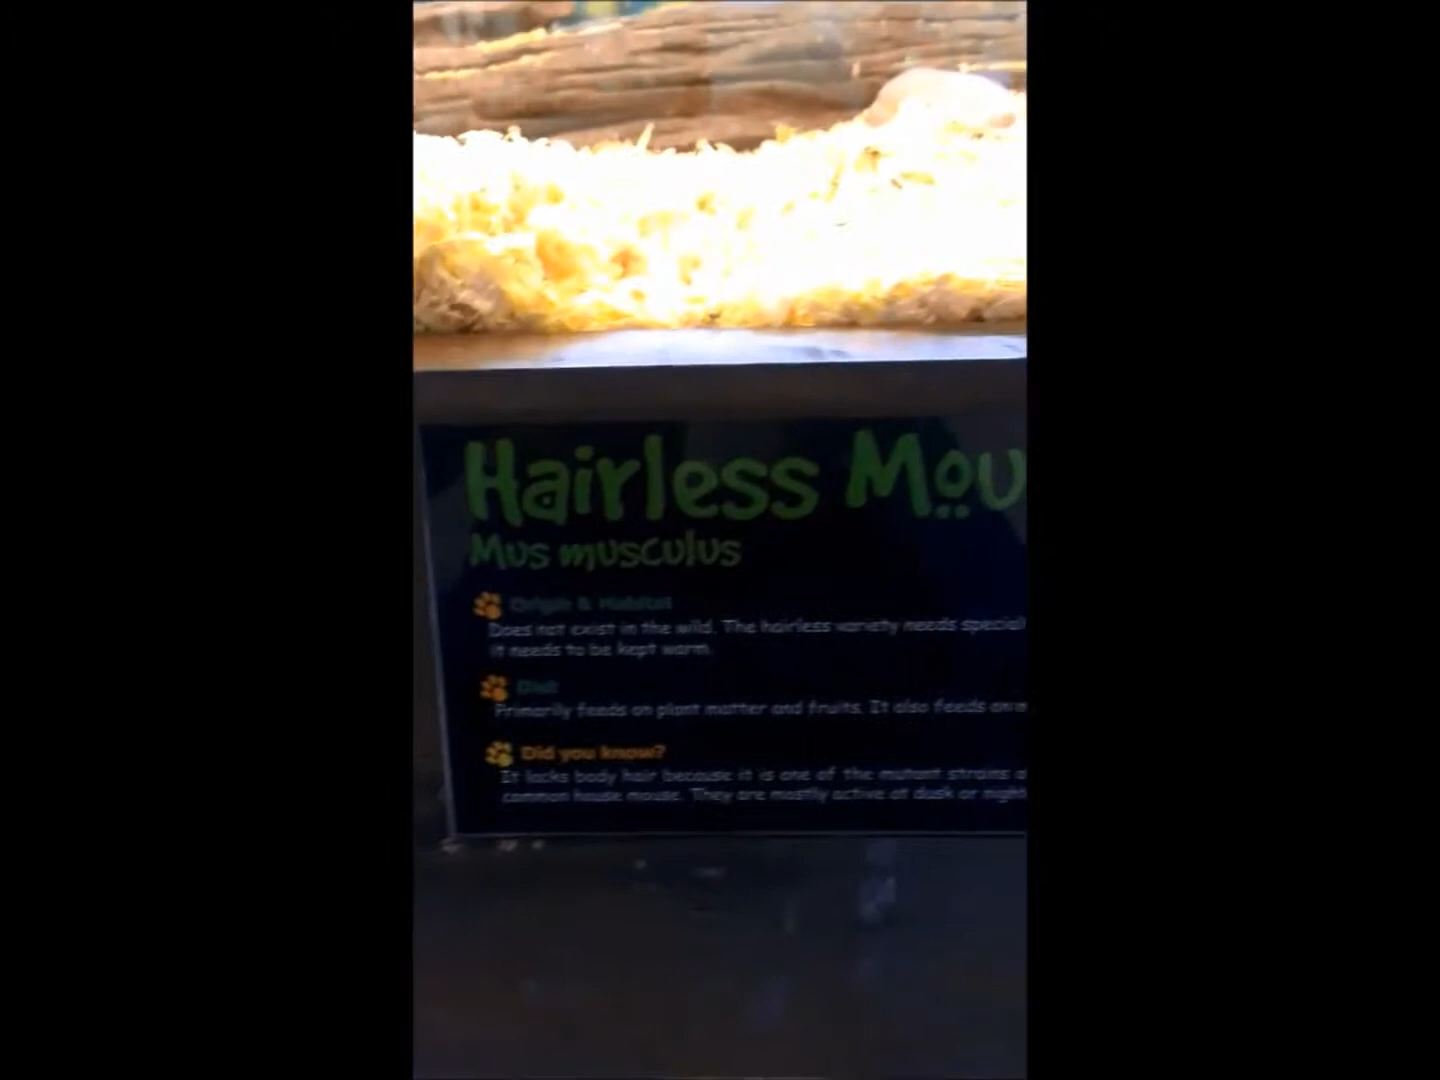 Hairless Mou
Mus musculus
Origin & Habitat
Does not exist in the wild. The hairless variety needs special
it needs to be kept warm.
Diet
Primarily feeds on plant matter and fruits. It also feeds on
Did you know?
It lacks body hair because it is one of the mutant strains
common house mouse. They are mostly active at dusk or night